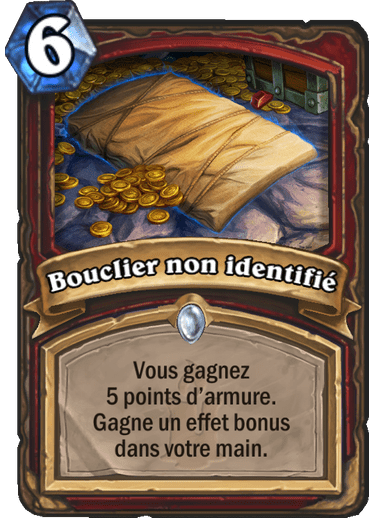 6
Bouclier non identifié
Vous gagnez
5 points d'armure.
Gagne un effet bonus
dans votre main.